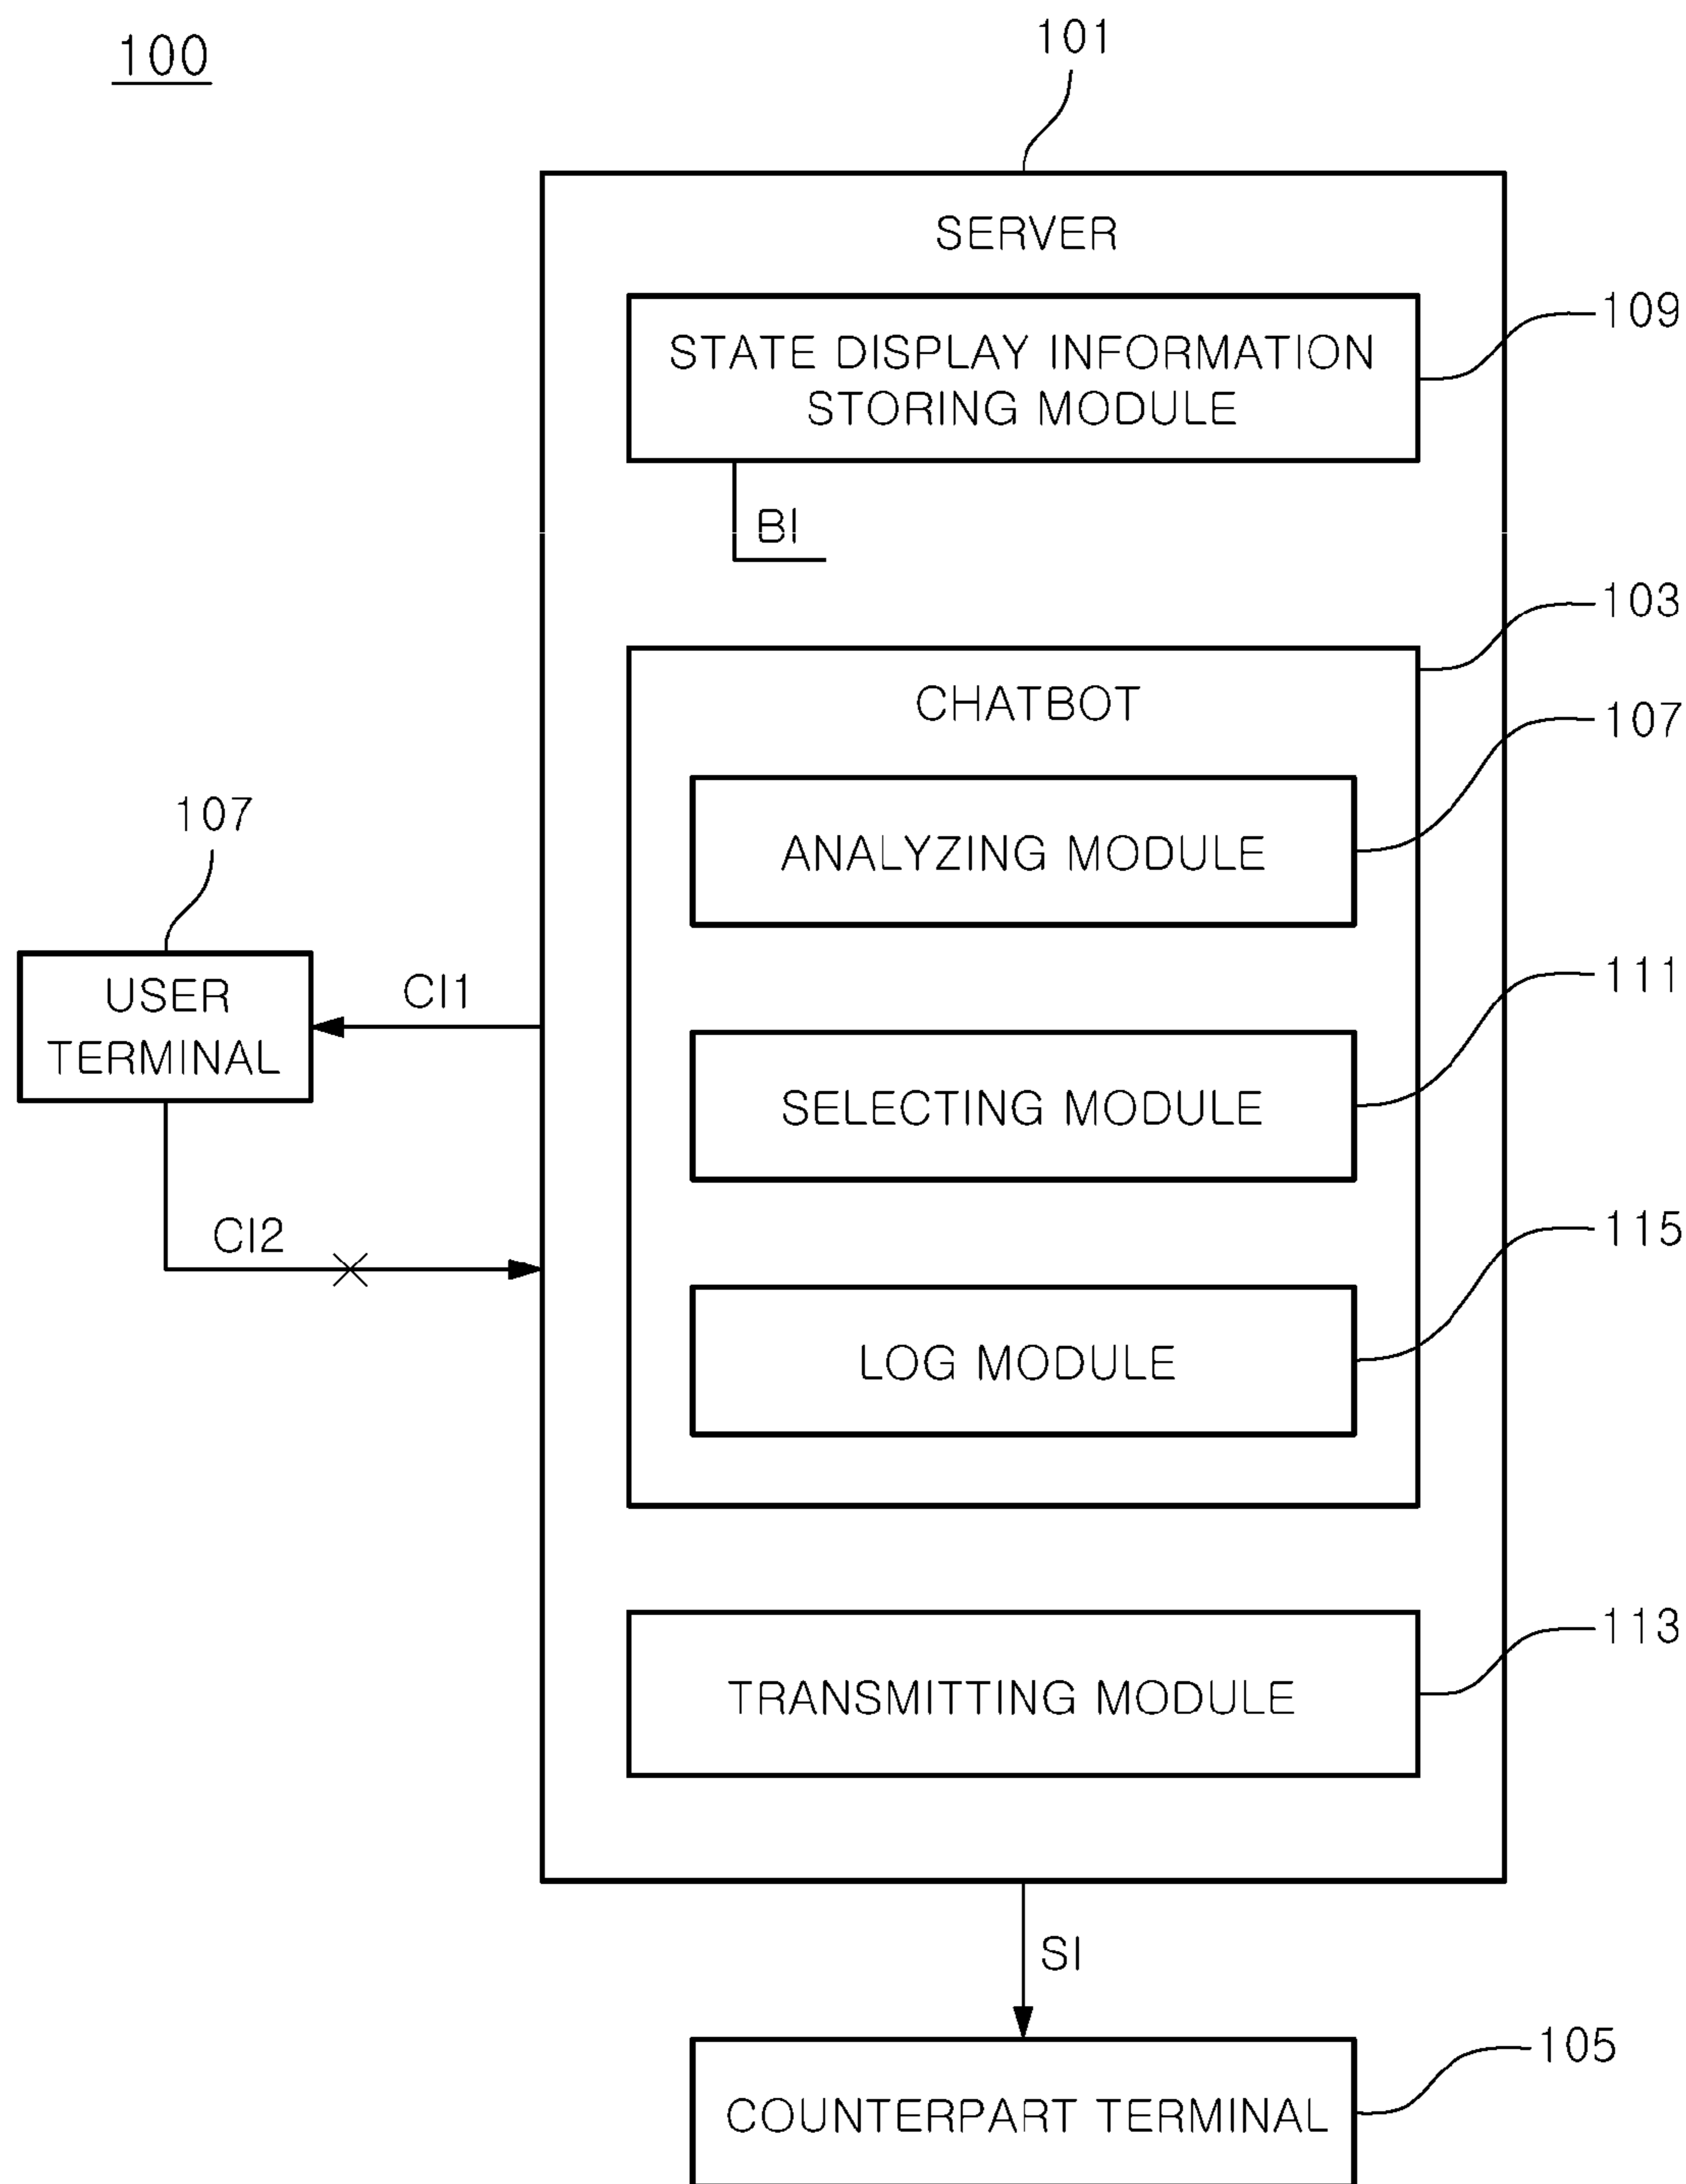 100
101
SERVER
109
STATE DISPLAY INFORMATION
STORING MODULE
BI
103
CHATBOT
107
ANALYZING MODULE
107
USER
TERMINAL
CI1
111
SELECTING MODULE
CI2
115
LOG MODULE
113
TRANSMITTING MODULE
SI
105
COUNTERPART TERMINAL